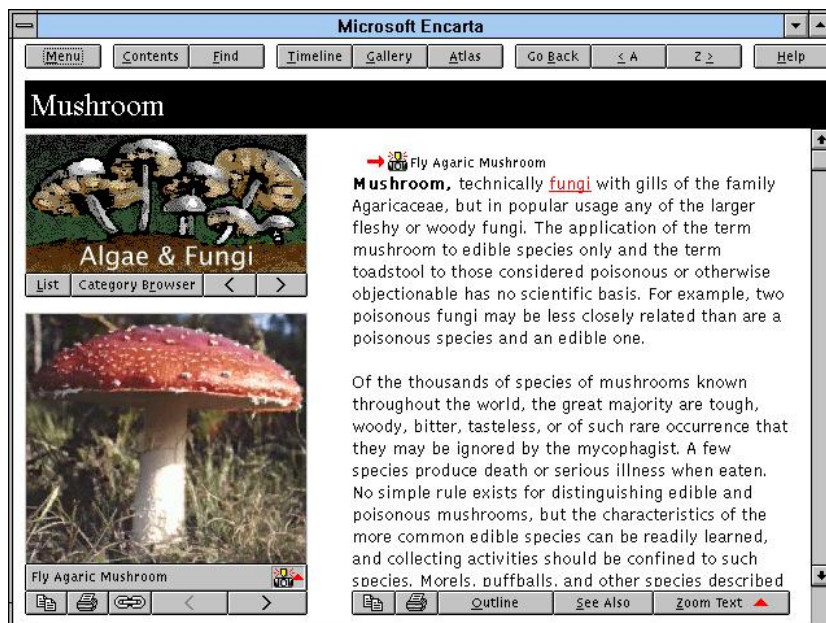 Microsoft Encarta
Menu Contents Find Timeline Gallery Atlas Go Back < A Z > Help
Mushroom
Algae & Fungi
List Category Browser < >
Fly Agaric Mushroom
< >
Fly Agaric Mushroom
Mushroom, technically fungi with gills of the family
Agaricaceae, but in popular usage any of the larger
fleshy or woody fungi. The application of the term
mushroom to edible species only and the term
toadstool to those considered poisonous or otherwise
objectionable has no scientific basis. For example, two
poisonous fungi may be less closely related than are a
poisonous species and an edible one.
Of the thousands of species of mushrooms known
throughout the world, the great majority are tough,
woody, bitter, tasteless, or of such rare occurrence that
they may be ignored by the mycophagist. A few
species produce death or serious illness when eaten.
No simple rule exists for distinguishing edible and
poisonous mushrooms, but the characteristics of the
more common edible species can be readily learned,
and collecting activities should be confined to such
species. Morels, puffballs, and other species described
Outline See Also Zoom Text